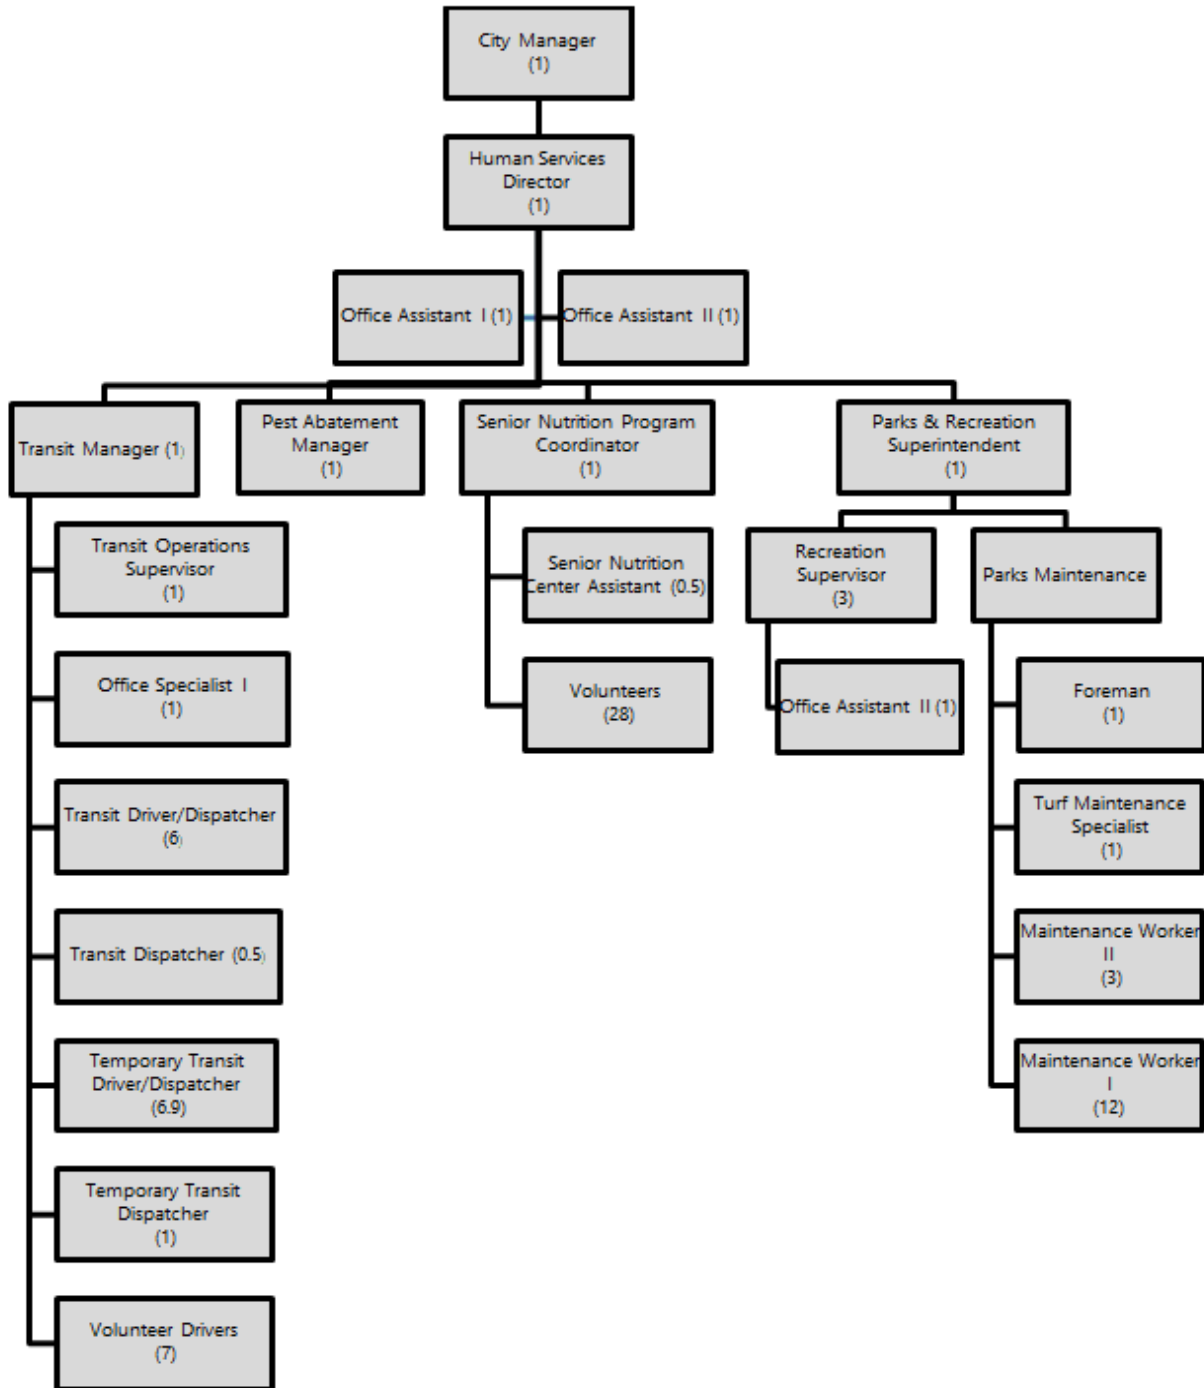 City Manager
(1)
Human Services
Director
(1)
Office Assistant I (1)
Office Assistant II (1)
Transit Manager (1)
Pest Abatement
Manager
(1)
Senior Nutrition Program
Coordinator
(1)
Parks & Recreation
Superintendent
(1)
Transit Operations
Supervisor
(1)
Office Specialist I
(1)
Transit Driver/Dispatcher
(6)
Transit Dispatcher (0.5)
Temporary Transit
Driver/Dispatcher
(6.9)
Temporary Transit
Dispatcher
(1)
Volunteer Drivers
(7)
Senior Nutrition
Center Assistant (0.5)
Volunteers
(28)
Recreation
Supervisor
(3)
Office Assistant II (1)
Parks Maintenance
Foreman
(1)
Turf Maintenance
Specialist
(1)
Maintenance Worker
II
(3)
Maintenance Worker
I
(12)